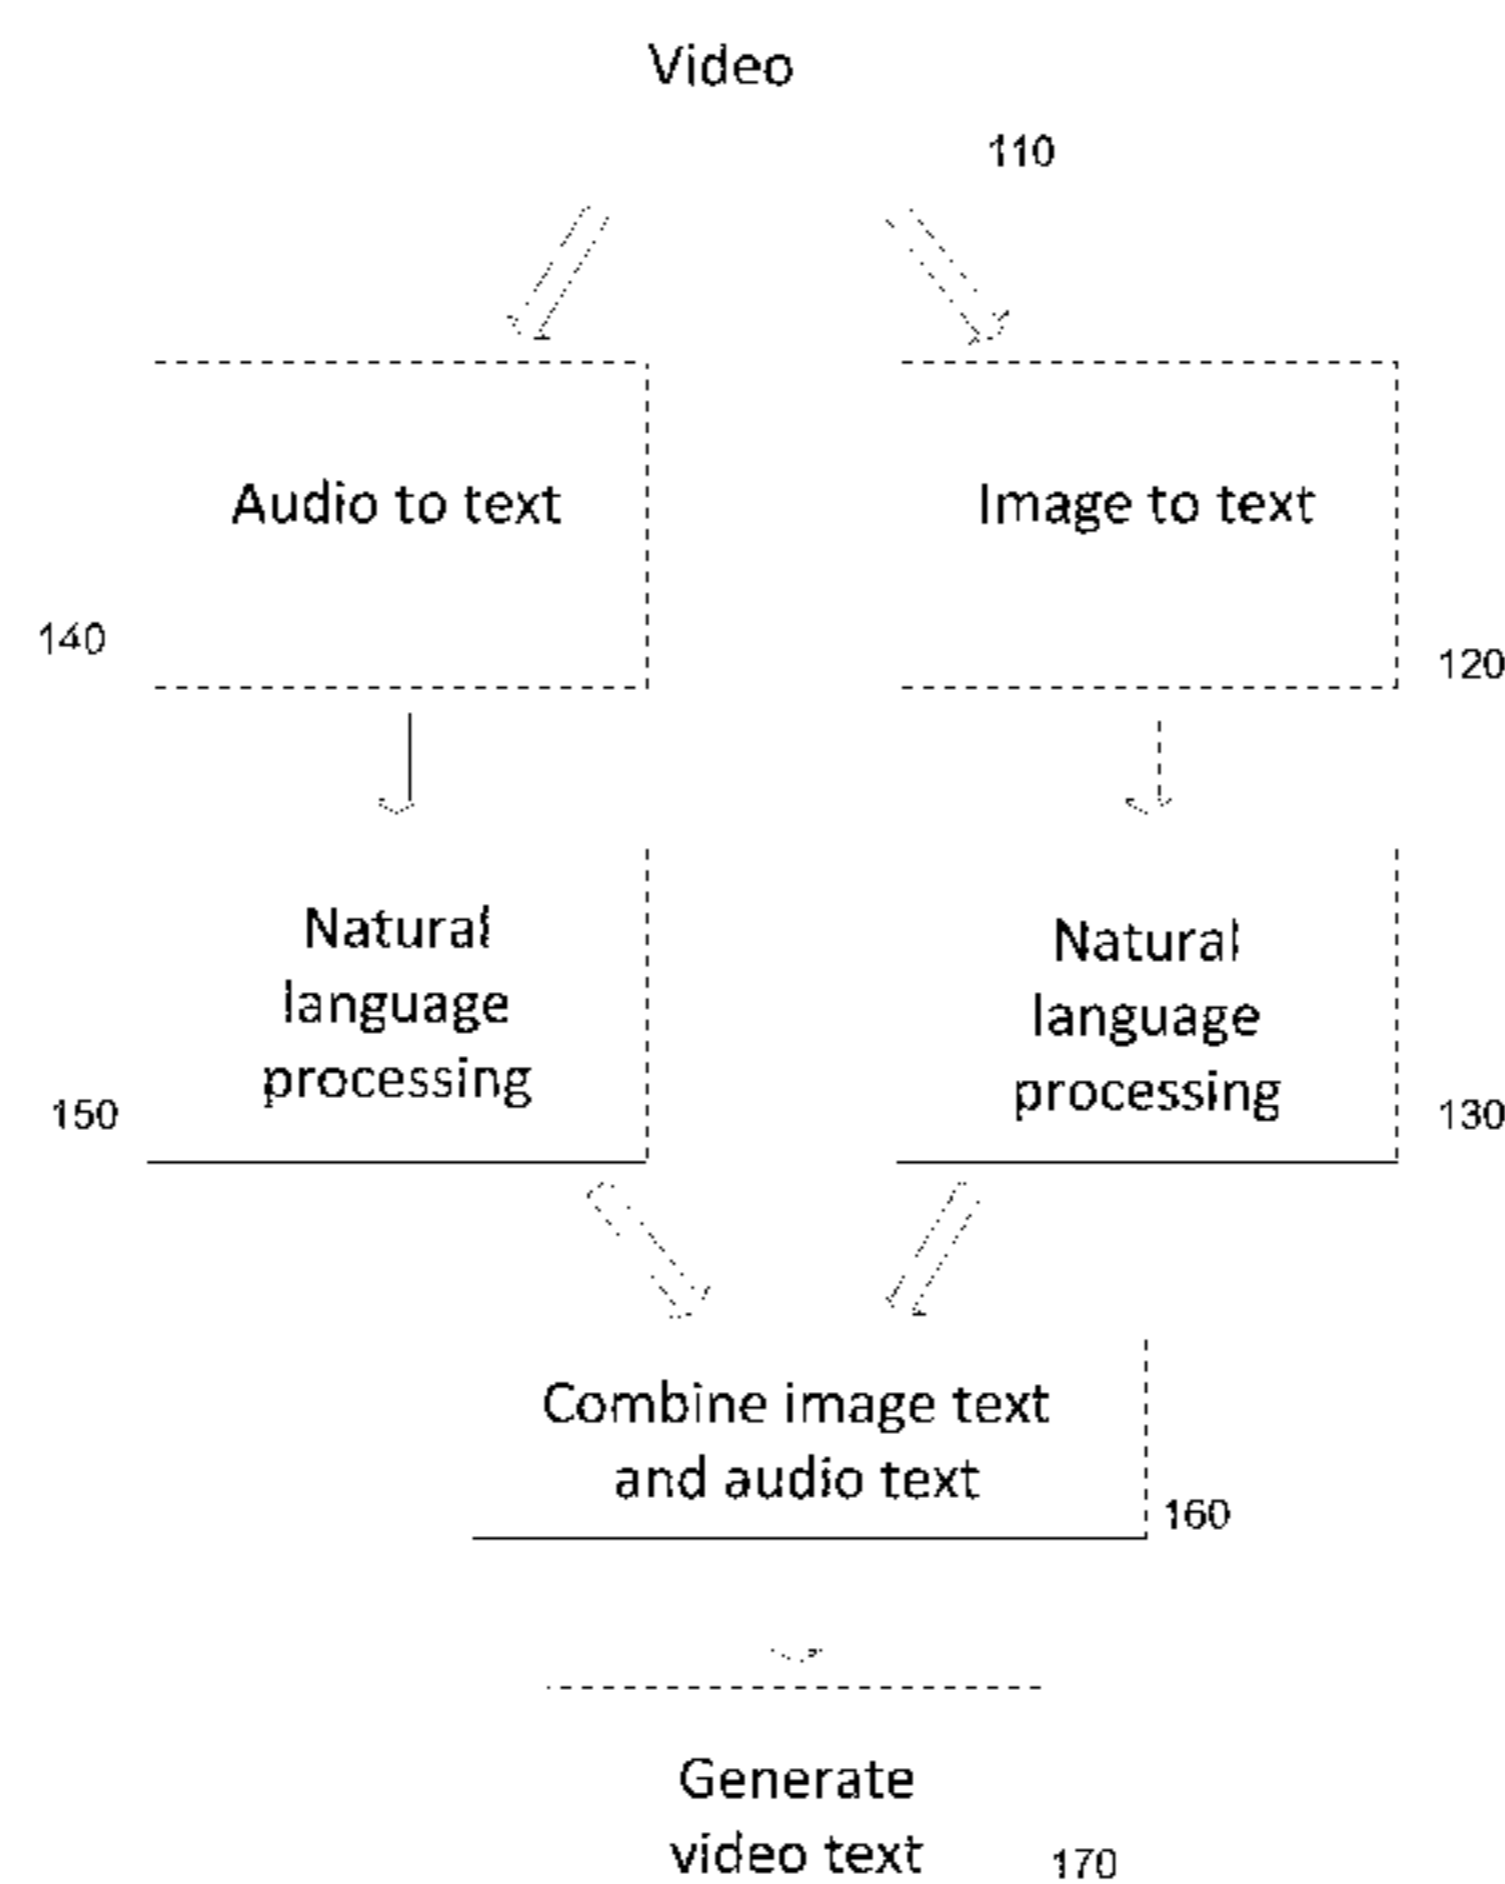 Video
110
Audio to text
Image to text
140
120
Natural
language
processing
150
Natural
language
processing
130
Combine image text
and audio text
160
Generate
video text
170